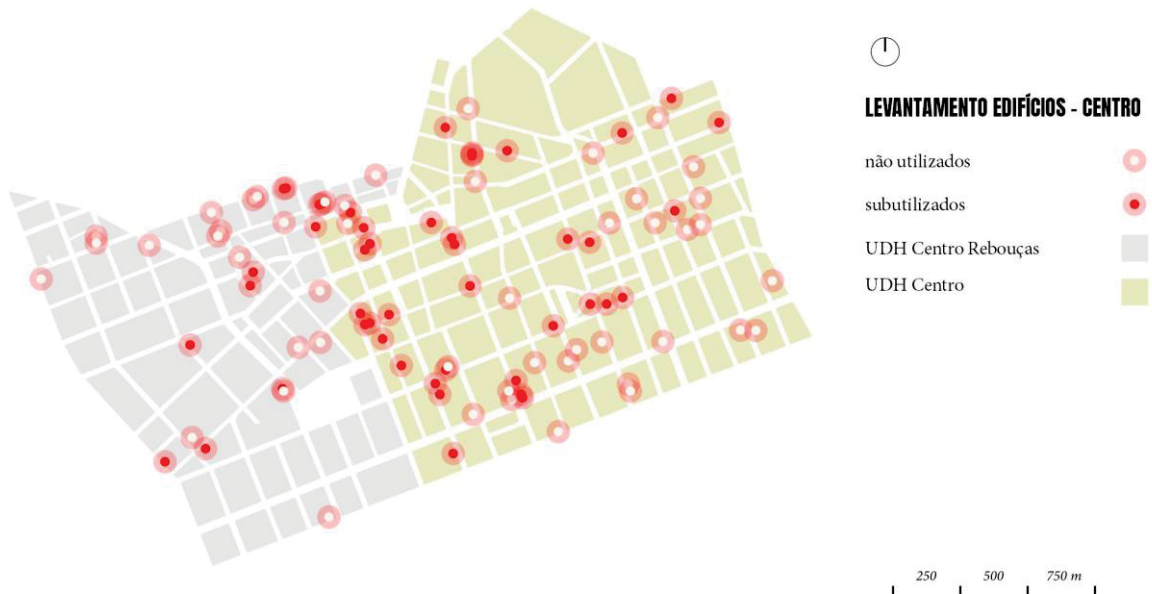 LEVANTAMENTO EDIFÍCIOS - CENTRO
não utilizados
subutilizados
UDH Centro Rebouças
UDH Centro
250 500 750 m